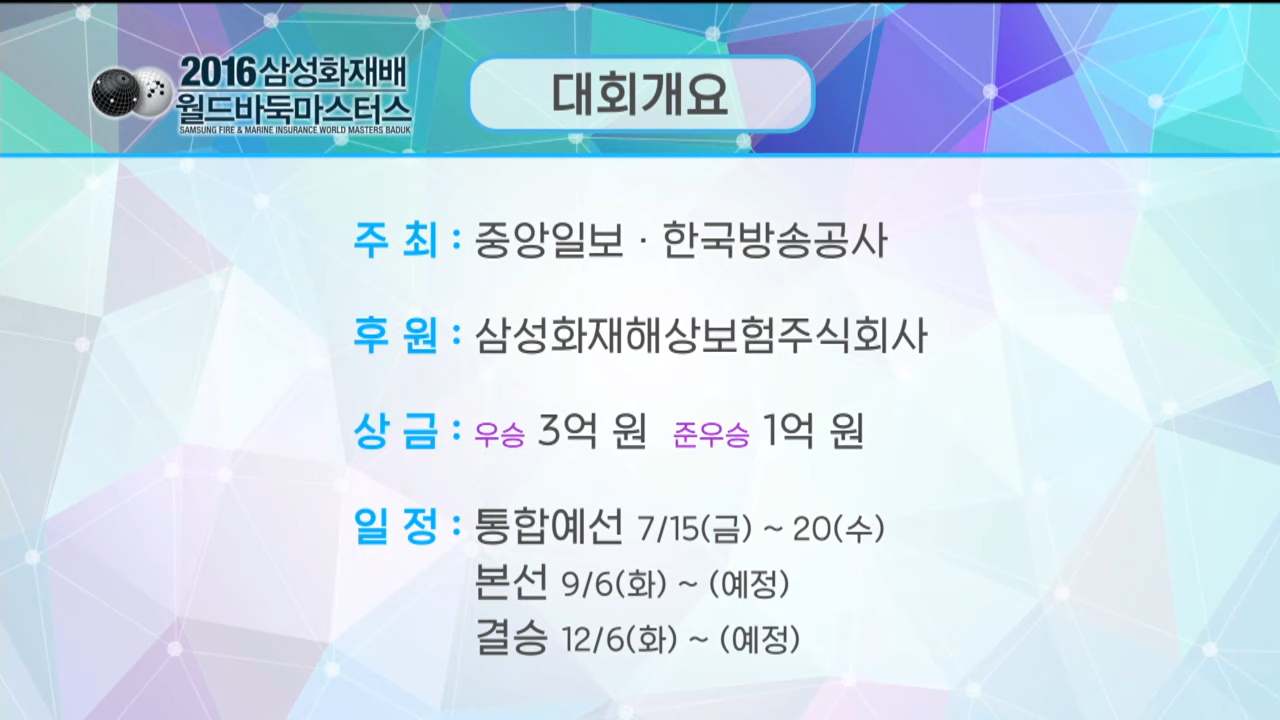 2016 삼성화재배
월드바둑마스터스
SAMSUNG FIRE & MARINE INSURANCE WORLD MASTERS BADUK
대회개요
주 최 : 중앙일보 · 한국방송공사
후 원 : 삼성화재해상보험주식회사
상 금 : 우승 3억 원 준우승 1억 원
일 정 : 통합예선 7/15(금) ~ 20(수)
본선 9/6(화) ~ (예정)
결승 12/6(화) ~ (예정)